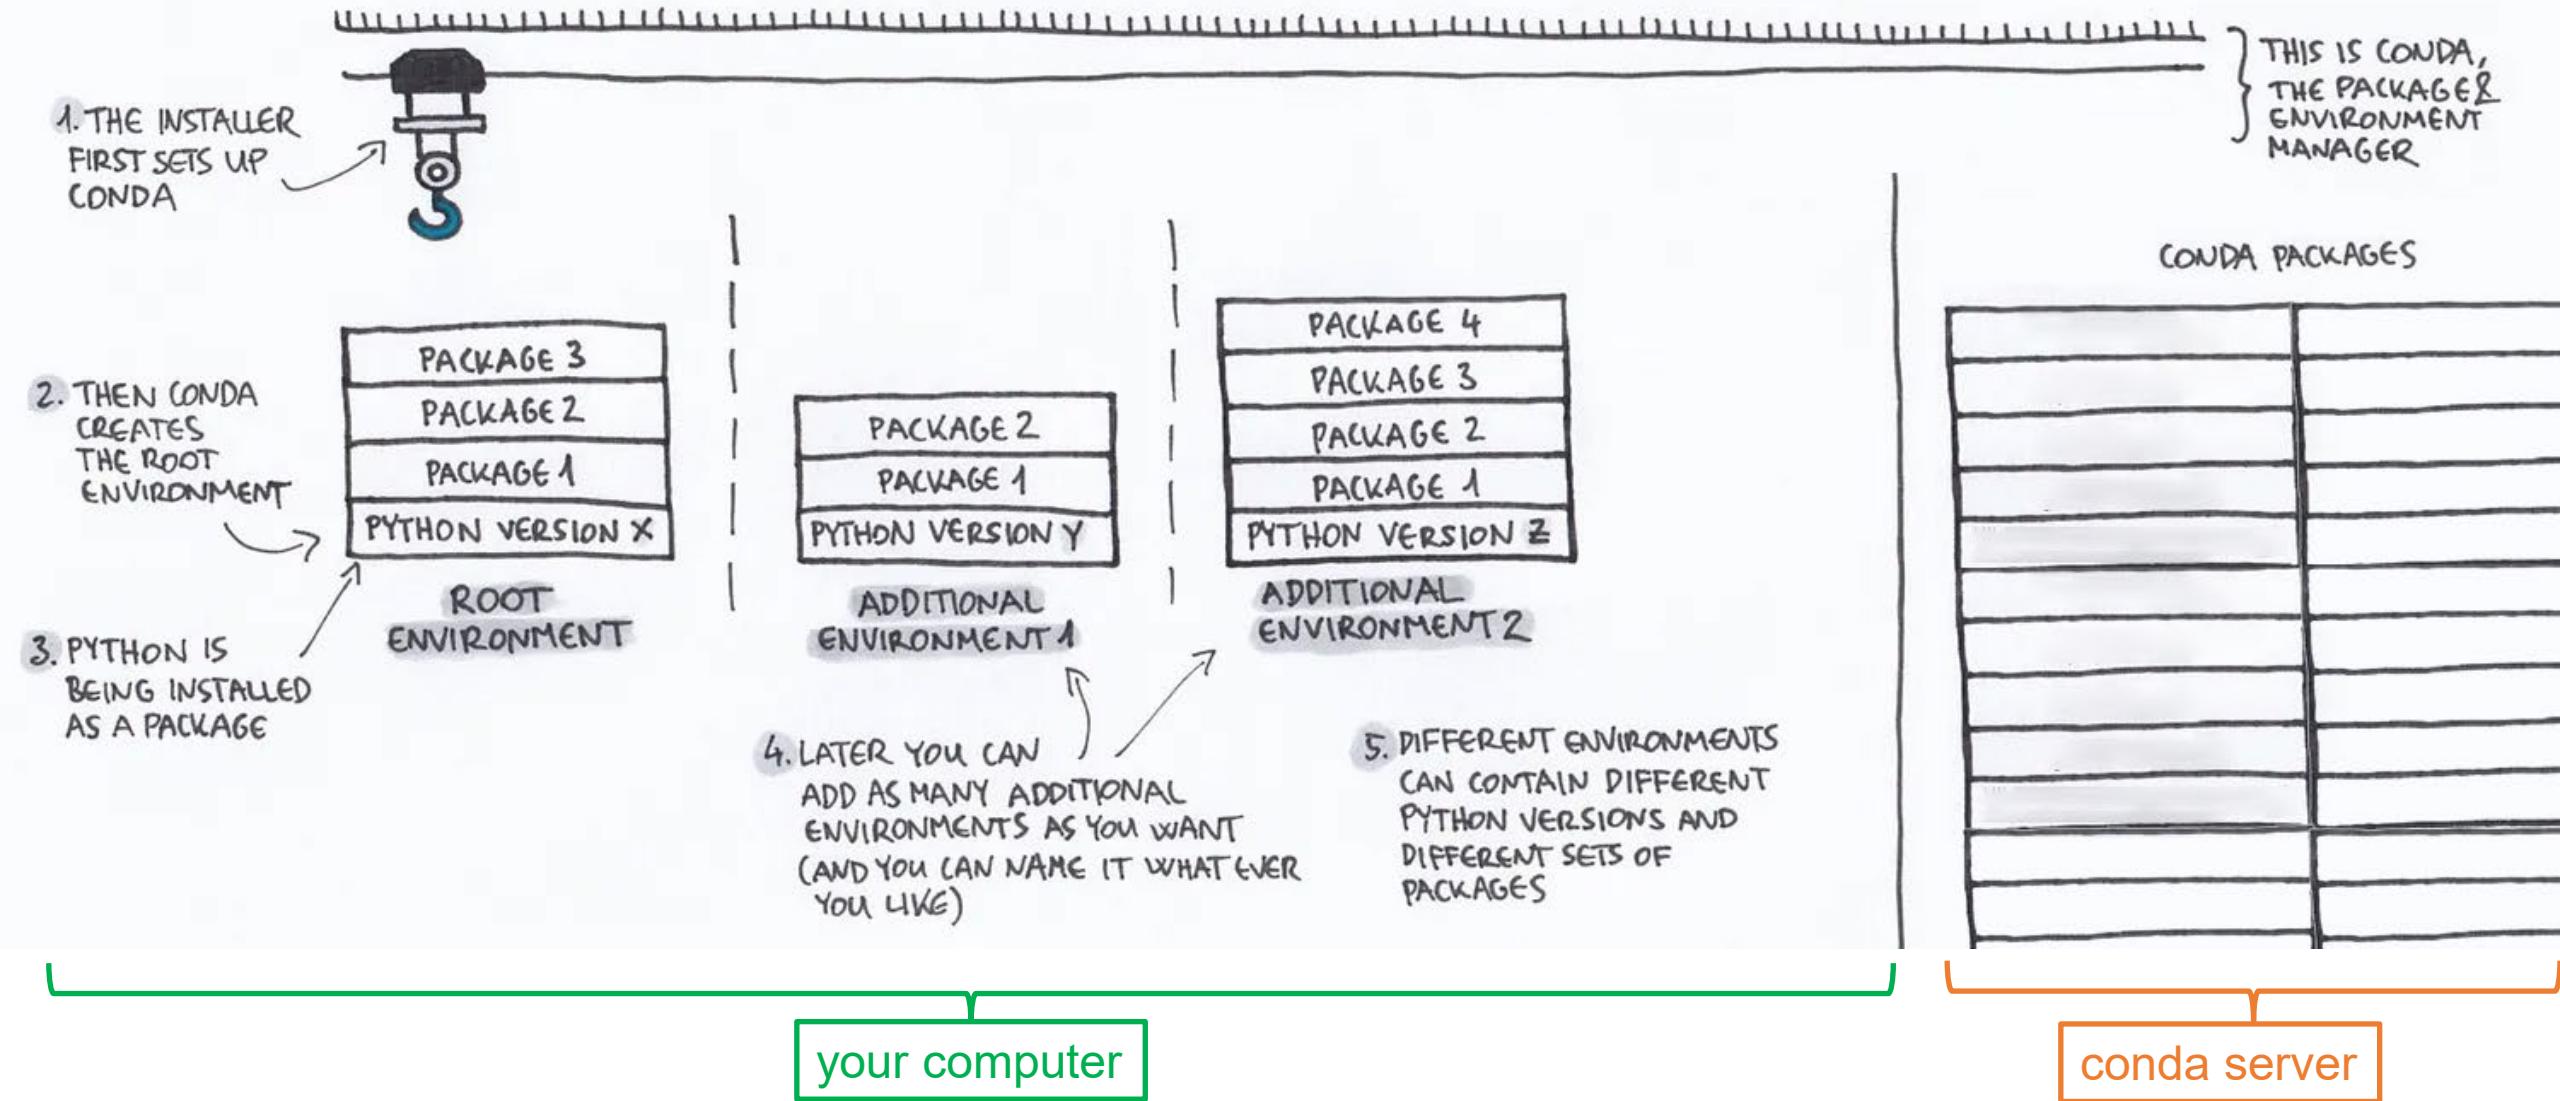 THIS IS CONDA,
THE PACKAGE &
ENVIRONMENT
MANAGER
1. THE INSTALLER
FIRST SETS UP
CONDA
CONDA PACKAGES
2. THEN CONDA
CREATES
THE ROOT
ENVIRONMENT
PACKAGE 3
PACKAGE 2
PACKAGE 1
PYTHON VERSION X
ROOT
ENVIRONMENT
PACKAGE 2
PACKAGE 1
PYTHON VERSION Y
ADDITIONAL
ENVIRONMENT 1
PACKAGE 4
PACKAGE 3
PACKAGE 2
PACKAGE 1
PYTHON VERSION Z
ADDITIONAL
ENVIRONMENT 2
3. PYTHON IS
BEING INSTALLED
AS A PACKAGE
4. LATER YOU CAN
ADD AS MANY ADDITIONAL
ENVIRONMENTS AS YOU WANT
(AND YOU CAN NAME IT WHAT EVER
YOU LIKE)
5. DIFFERENT ENVIRONMENTS
CAN CONTAIN DIFFERENT
PYTHON VERSIONS AND
DIFFERENT SETS OF
PACKAGES
your computer
conda server